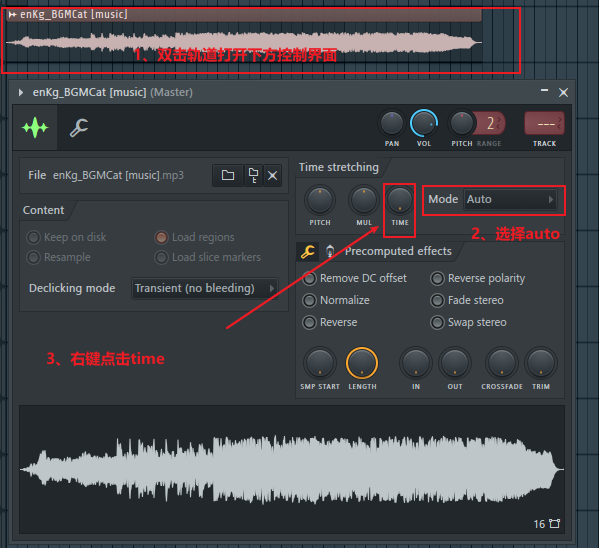 enKg_BGMCat [music]
1、双击轨道打开下方控制界面
enKg_BGMCat [music] (Master)
PAN
VOL
PITCH
2
RANGE
---
TRACK
File
enKg_BGMCat [music].mp3
Time stretching
PITCH
MUL
TIME
Mode
Auto
2、选择auto
Content
Keep on disk
Load regions
Resample
Load slice markers
Declicking mode
Transient (no bleeding)
Precomputed effects
Remove DC offset
Reverse polarity
Normalize
Fade stereo
Reverse
Swap stereo
3、右键点击time
SMP START
LENGTH
IN
OUT
CROSSFADE
TRIM
16